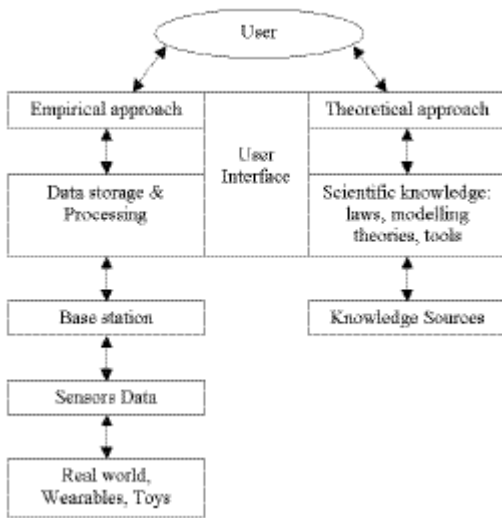 User
Empirical approach
Theoretical approach
User
Interface
Data storage &
Processing
Scientific knowledge:
laws, modelling
theories, tools
Base station
Knowledge Sources
Sensors Data
Real world,
Wearables, Toys